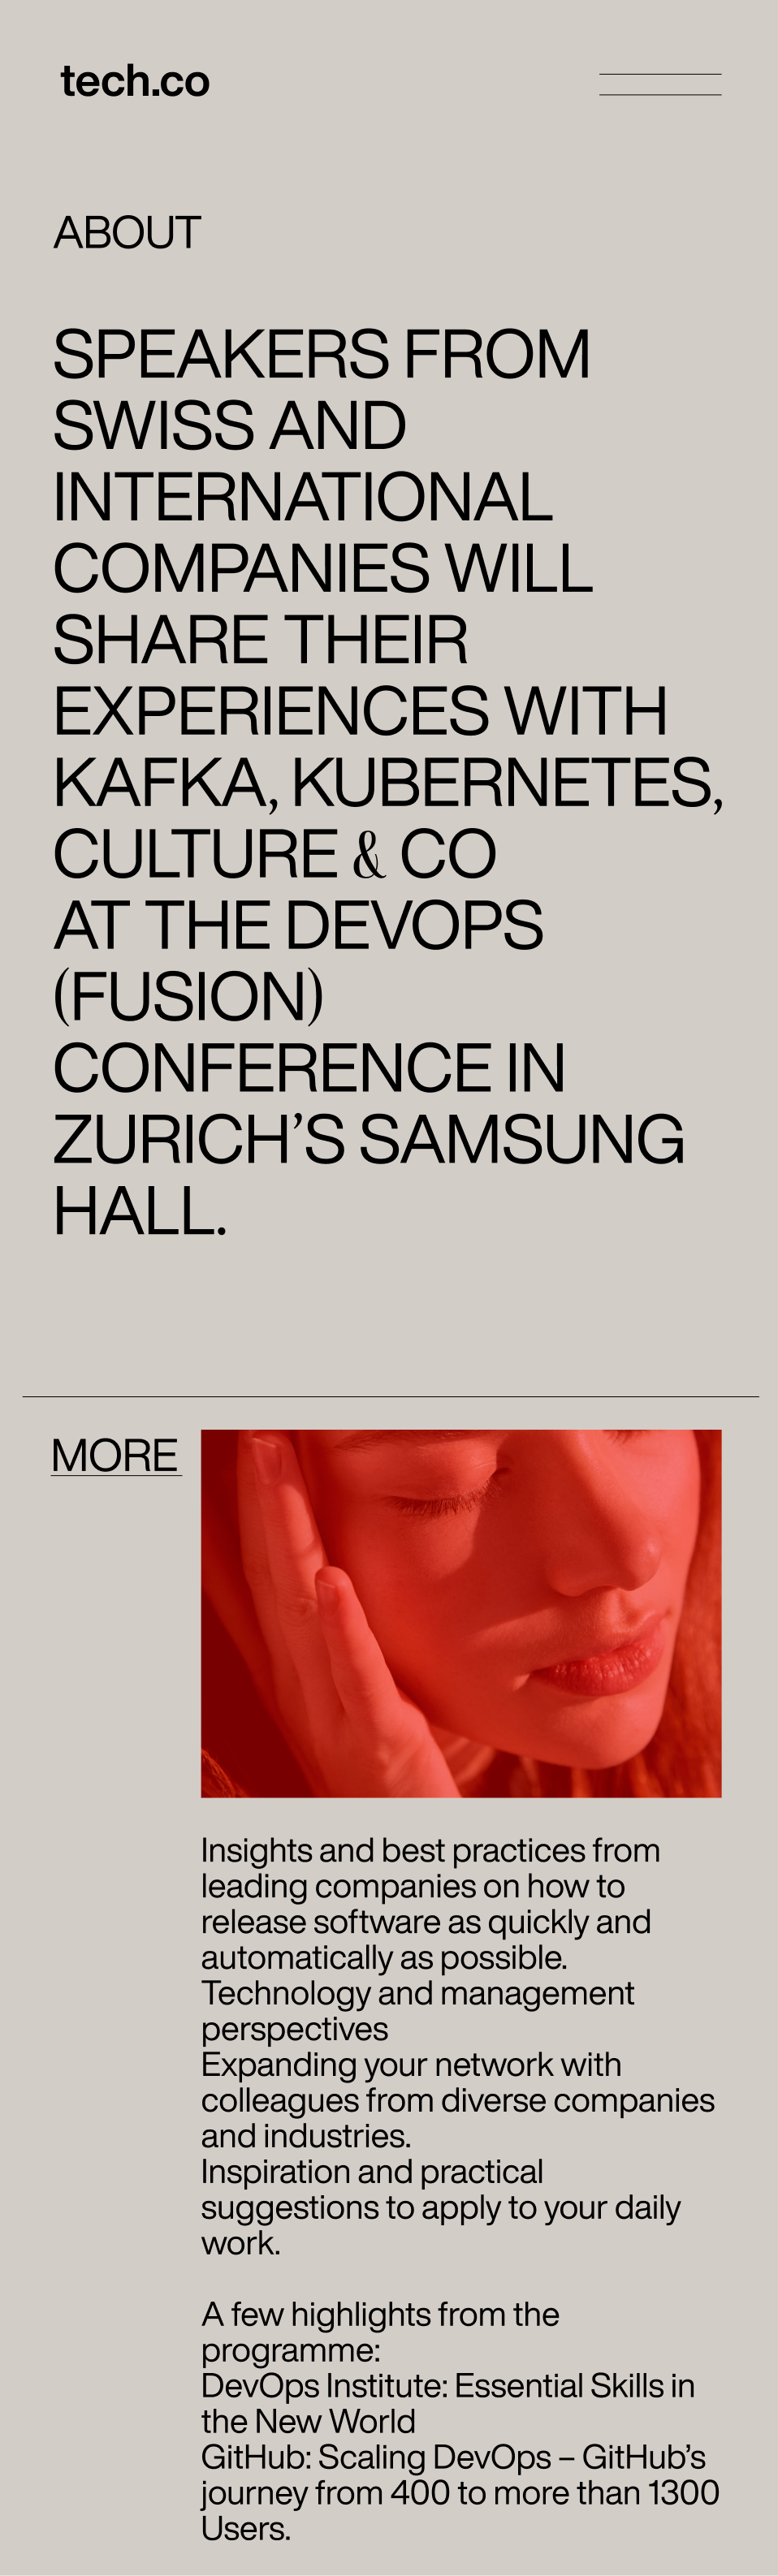 tech.co
ABOUT
SPEAKERS FROM
SWISS AND
INTERNATIONAL
COMPANIES WILL
SHARE THEIR
EXPERIENCES WITH
KAFKA, KUBERNETES,
CULTURE & CO
AT THE DEVOPS
(FUSION)
CONFERENCE IN
ZURICH’S SAMSUNG
HALL.
MORE
Insights and best practices from
leading companies on how to
release software as quickly and
automatically as possible.
Technology and management
perspectives
Expanding your network with
colleagues from diverse companies
and industries.
Inspiration and practical
suggestions to apply to your daily
work.
A few highlights from the
programme:
DevOps Institute: Essential Skills in
the New World
GitHub: Scaling DevOps – GitHub’s
journey from 400 to more than 1300
Users.